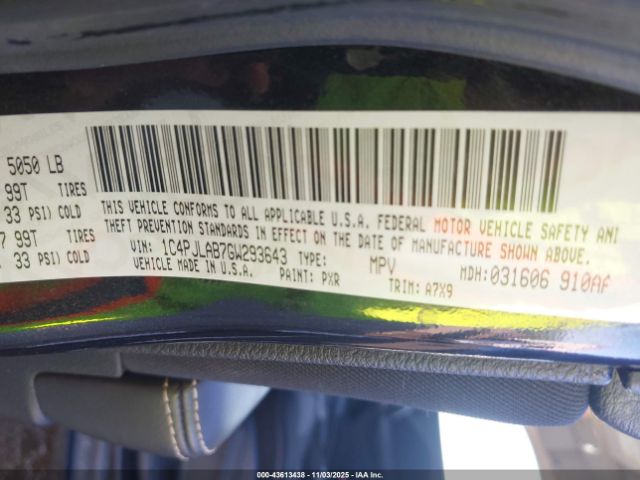 5050 LB
99T TIRES
33 PSI) COLD
99T TIRES
33 PSI) COLD
THIS VEHICLE CONFORMS TO ALL APPLICABLE U.S.A. FEDERAL MOTOR VEHICLE SAFETY AND
THEFT PREVENTION STANDARDS IN EFFECT ON THE DATE OF MANUFACTURE SHOWN ABOVE.
VIN: 1C4PJLAB7GW293643 TYPE: MPV MDH:031606 910AF
VEHICLE MADE IN U.S.A. PAINT: PXR TRIM: A7X9
000-43613438 - 11/03/2025 - IAA Inc.